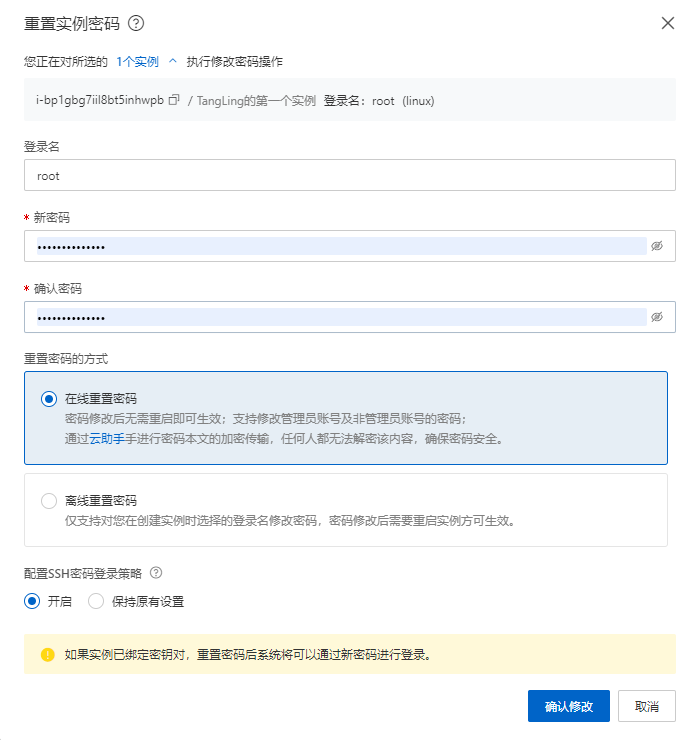 重置实例密码
您正在对所选的 1个实例 执行修改密码操作
i-bp1gbg7iil8bt5inhwpb / TangLing的第一个实例 登录名：root (linux)
登录名
root
* 新密码
••••••••••••••
* 确认密码
••••••••••••••
重置密码的方式
在线重置密码
密码修改后无需重启即可生效；支持修改管理员账号及非管理员账号的密码；
通过云助手手进行密码本文的加密传输，任何人都无法解密该内容，确保密码安全。
离线重置密码
仅支持对您在创建实例时选择的登录名修改密码，密码修改后需要重启实例方可生效。
配置SSH密码登录策略
开启 保持原有设置
如果实例已绑定密钥对，重置密码后系统将可以通过新密码进行登录。
确认修改 取消